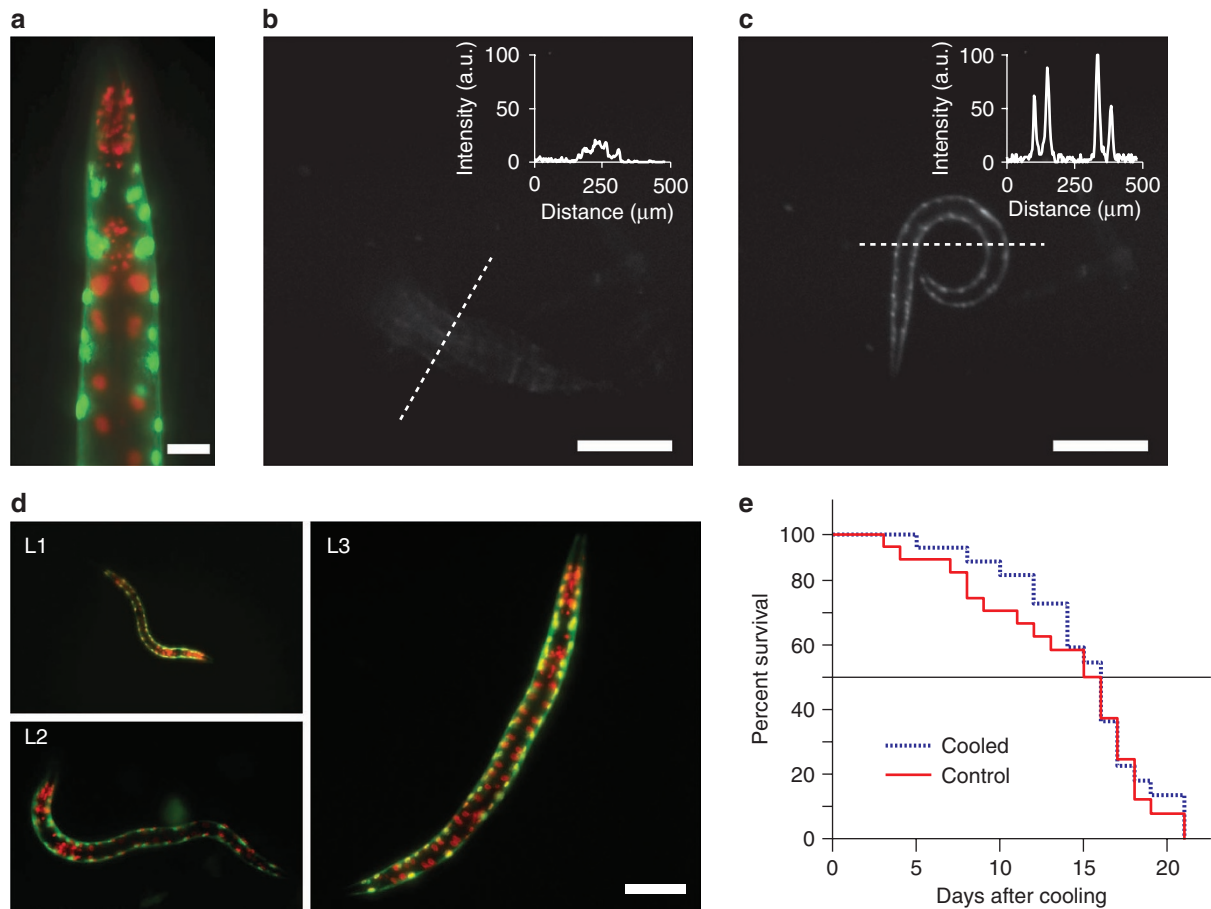 a
b
100
50
0
Intensity (a.u.)
0 250 500
Distance (μm)
c
100
50
0
Intensity (a.u.)
0 250 500
Distance (μm)
d
L1
L2
L3
e
100
80
60
40
20
0
Percent survival
Cooled
Control
0 5 10 15 20
Days after cooling